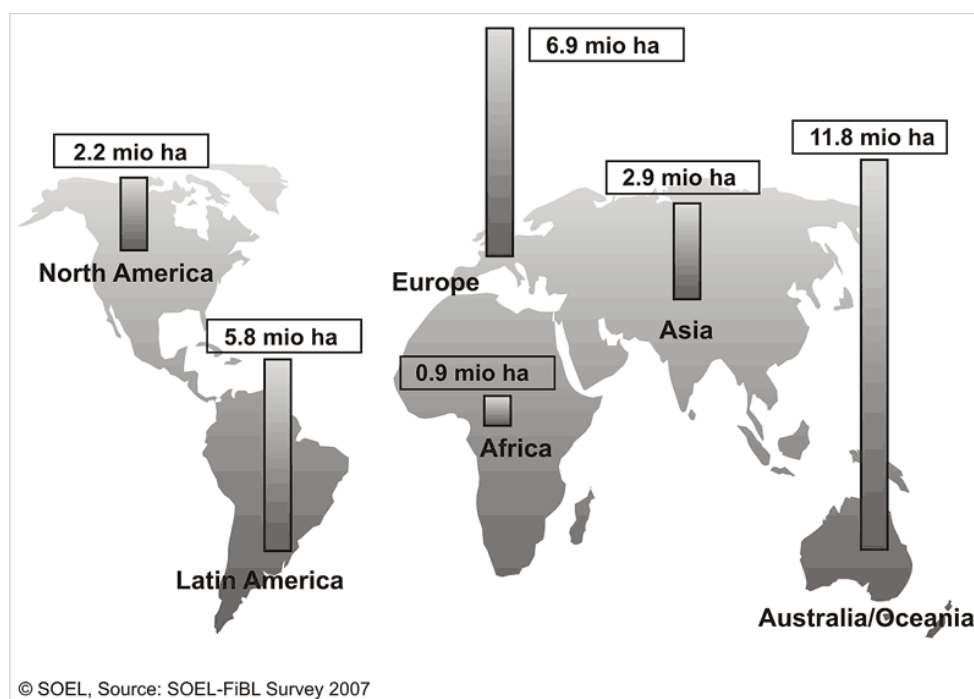 6.9 mio ha
11.8 mio ha
2.2 mio ha
2.9 mio ha
North America
Europe
Asia
5.8 mio ha
0.9 mio ha
Africa
Latin America
Australia/Oceania
© SOEL, Source: SOEL-FiBL Survey 2007